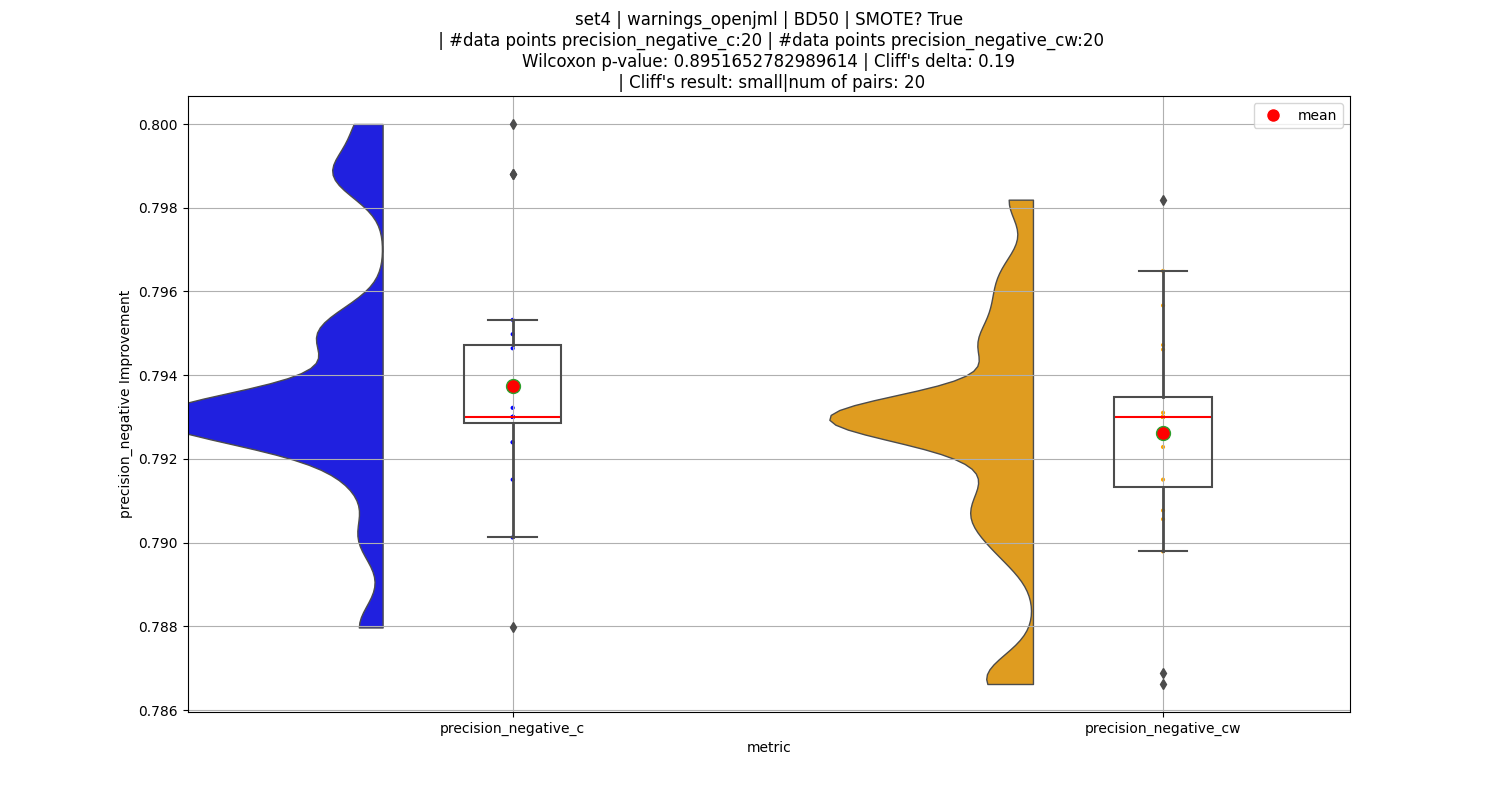 set4 | warnings_openjml | BD50 | SMOTE? True
| #data points precision_negative_c:20 | #data points precision_negative_cw:20
Wilcoxon p-value: 0.8951652782989614 | Cliff's delta: 0.19
| Cliff's result: small|num of pairs: 20
mean
0.800
0.798
0.796
0.794
0.792
0.790
0.788
0.786
precision_negative Improvement
precision_negative_c
precision_negative_cw
metric